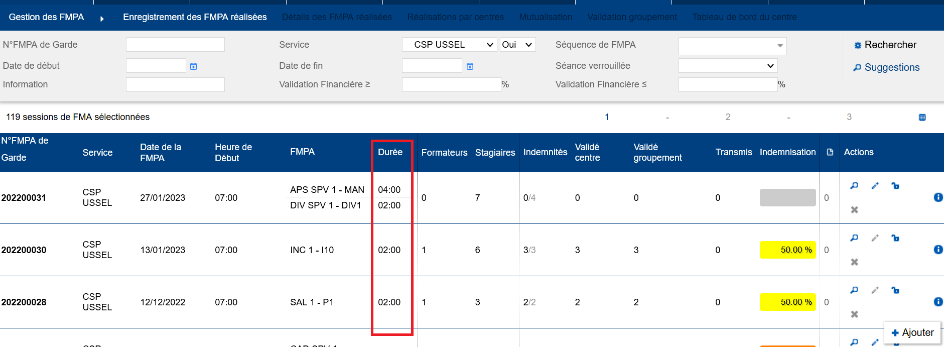 Gestion des FMPA Enregistrement des FMPA réalisées Détails des FMPA réalisées Réalisations par centres Mutualisation Validation groupement Tableau de bord du centre
N°FMPA de Garde Service CSP USSEL Oui Séquence de FMPA Rechercher
Date de début Date de fin Séance verrouillée Suggestions
Information Validation Financière ≥ % Validation Financière ≤ %
119 sessions de FMA sélectionnées 1 - 2 - 3
N°FMPA de Garde Service Date de la FMPA Heure de Début FMPA Durée Formateurs Stagiaires Indemnités Validé centre Validé groupement Transmis Indemnisation Actions
202200031 CSP USSEL 27/01/2023 07:00 APS SPV 1 - MAN 04:00 0 7 0/4 0 0 0 0
DIV SPV 1 - DIV1 02:00
202200030 CSP USSEL 13/01/2023 07:00 INC 1 - I10 02:00 1 6 3/3 3 3 0 50.00 % 0
202200028 CSP USSEL 12/12/2022 07:00 SAL 1 - P1 02:00 1 3 2/2 2 2 0 50.00 % 0
Ajouter